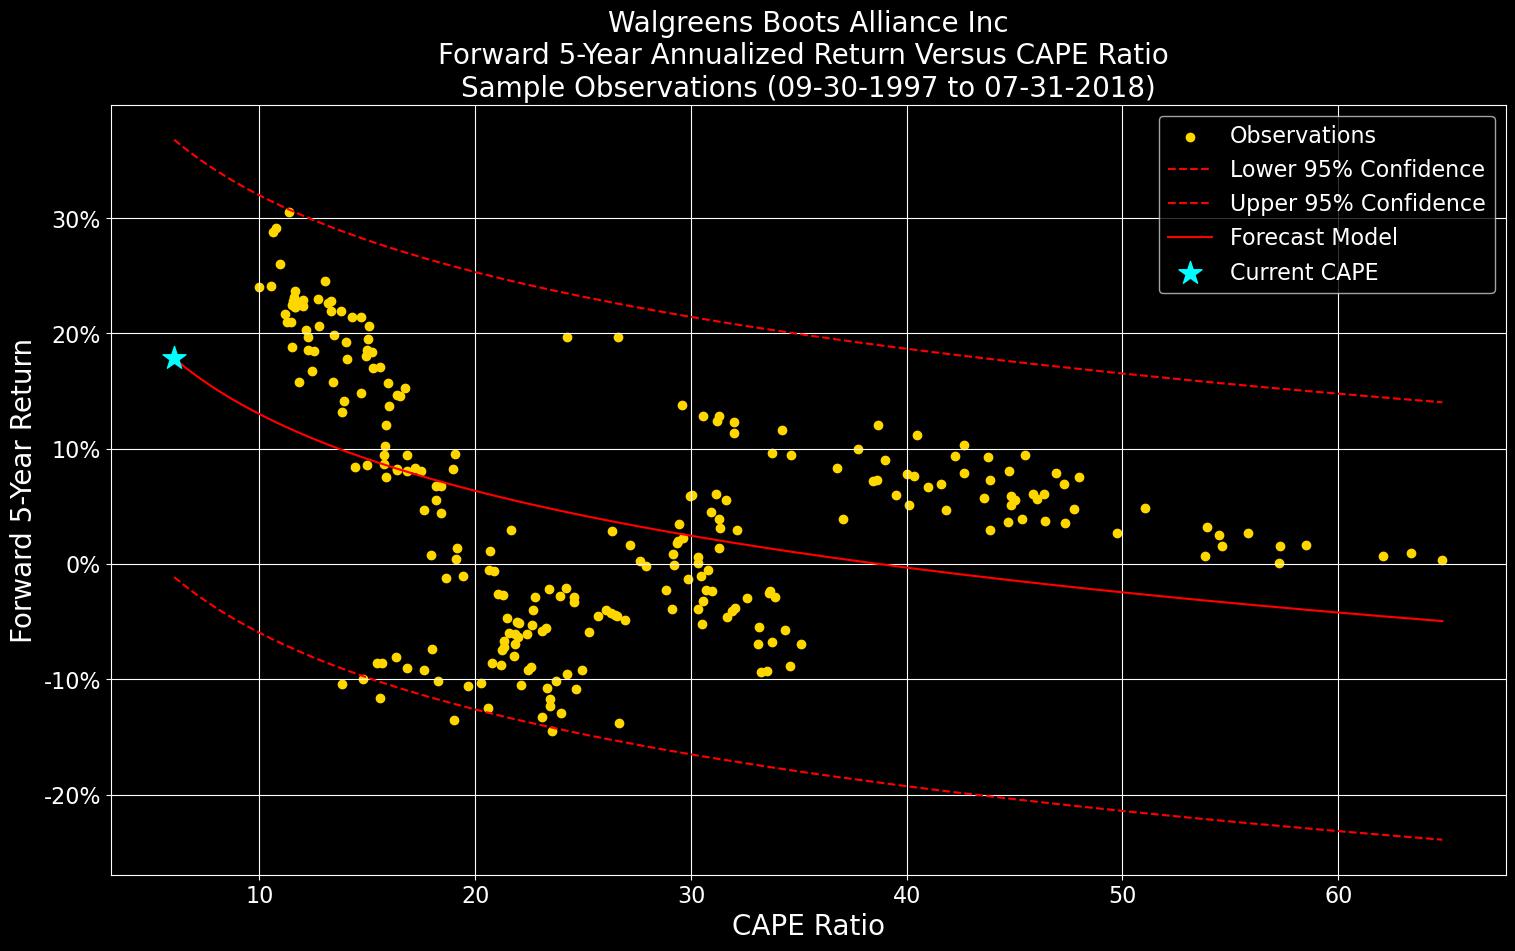 Walgreens Boots Alliance Inc
Forward 5-Year Annualized Return Versus CAPE Ratio
Sample Observations (09-30-1997 to 07-31-2018)
Observations
Lower 95% Confidence
Upper 95% Confidence
Forecast Model
Current CAPE
Forward 5-Year Return
30%
20%
10%
0%
-10%
-20%
10 20 30 40 50 60
CAPE Ratio